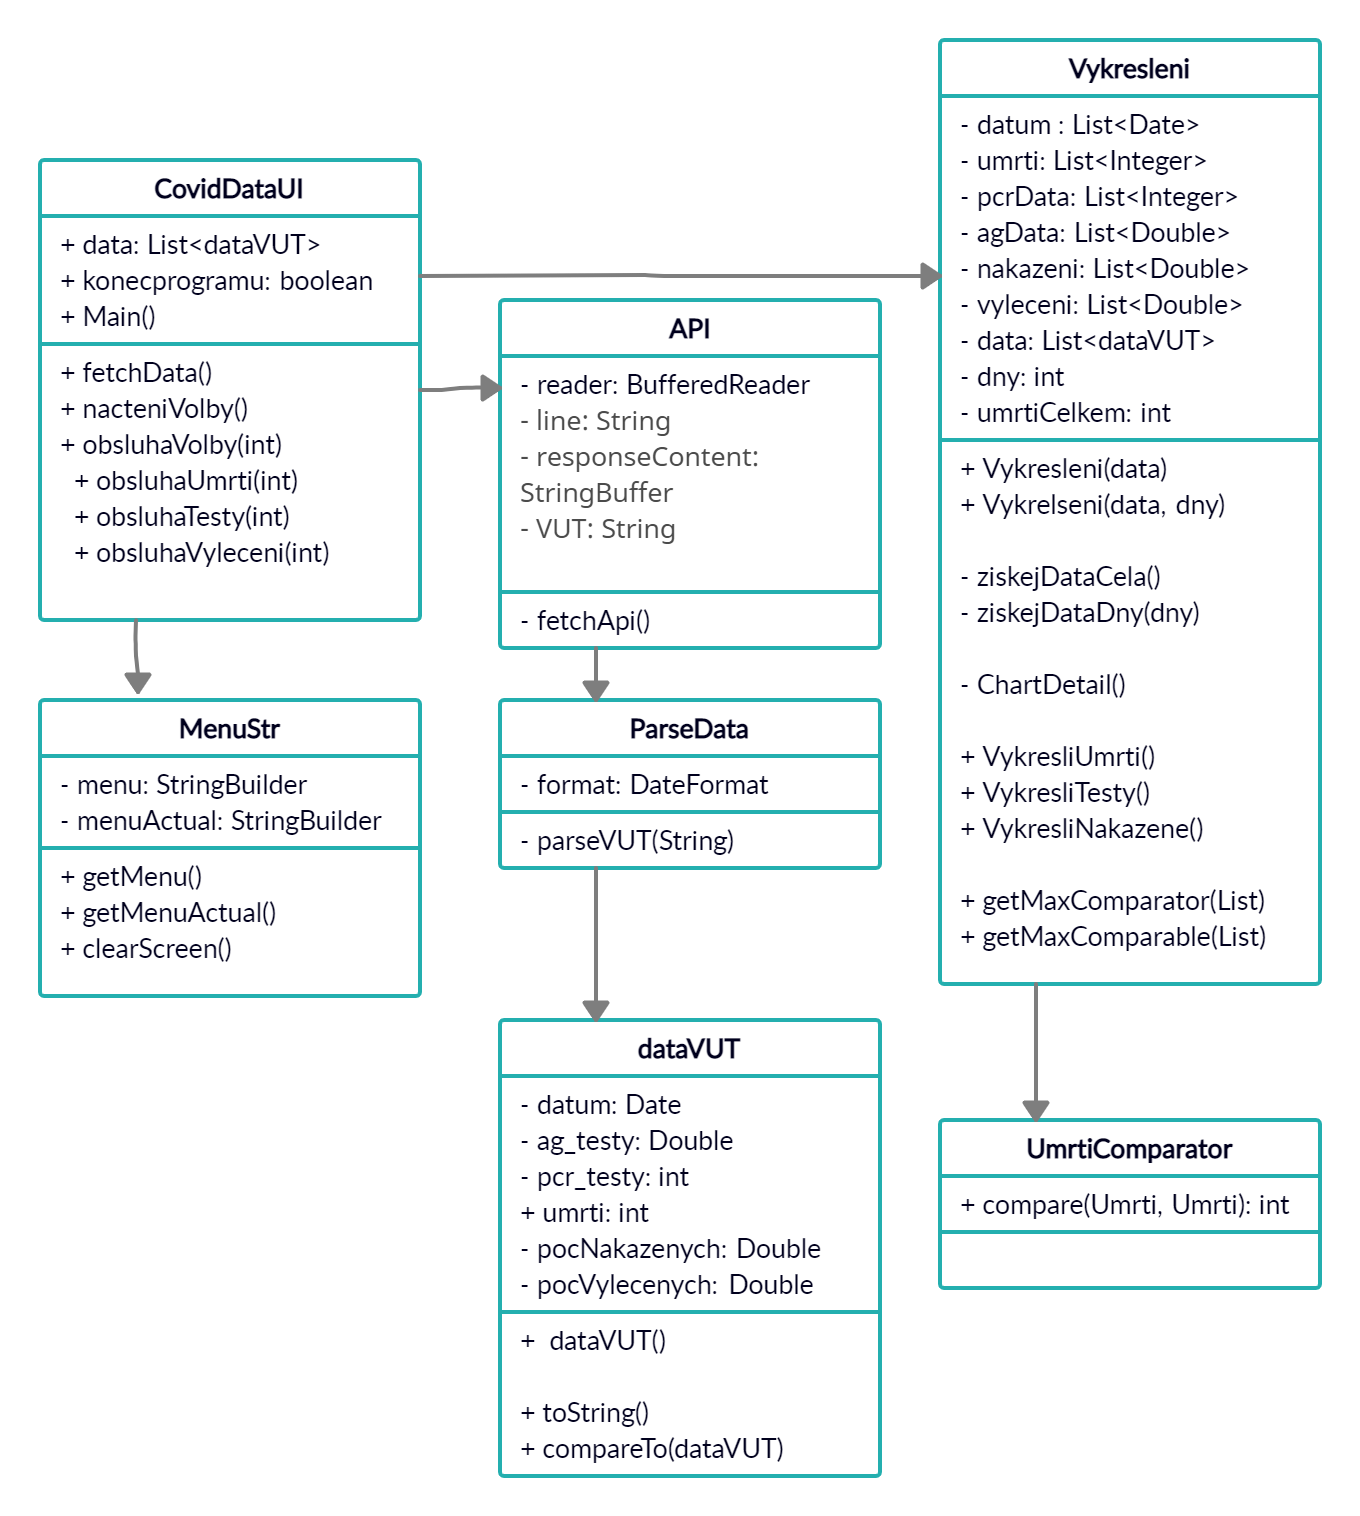 CovidDataUI
+ data: List<dataVUT>
+ konecprogramu: boolean
+ Main()
+ fetchData()
+ nacteniVolby()
+ obsluhaVolby(int)
+ obsluhaUmrti(int)
+ obsluhaTesty(int)
+ obsluhaVyleceni(int)
MenuStr
- menu: StringBuilder
- menuActual: StringBuilder
+ getMenu()
+ getMenuActual()
+ clearScreen()
API
- reader: BufferedReader
- line: String
- responseContent:
StringBuffer
- VUT: String
- fetchApi()
ParseData
- format: DateFormat
- parseVUT(String)
dataVUT
- datum: Date
- ag_testy: Double
- pcr_testy: int
+ umrti: int
- pocNakazenych: Double
- pocVylecenych: Double
+ dataVUT()
+ toString()
+ compareTo(dataVUT)
Vykresleni
- datum : List<Date>
- umrti: List<Integer>
- pcrData: List<Integer>
- agData: List<Double>
- nakazeni: List<Double>
- vyleceni: List<Double>
- data: List<dataVUT>
- dny: int
- umrtiCelkem: int
+ Vykresleni(data)
+ Vykrelseni(data, dny)
- ziskejDataCela()
- ziskejDataDny(dny)
- ChartDetail()
+ VykresliUmrti()
+ VykresliTesty()
+ VykresliNakazene()
+ getMaxComparator(List)
+ getMaxComparable(List)
UmrtiComparator
+ compare(Umrti, Umrti): int